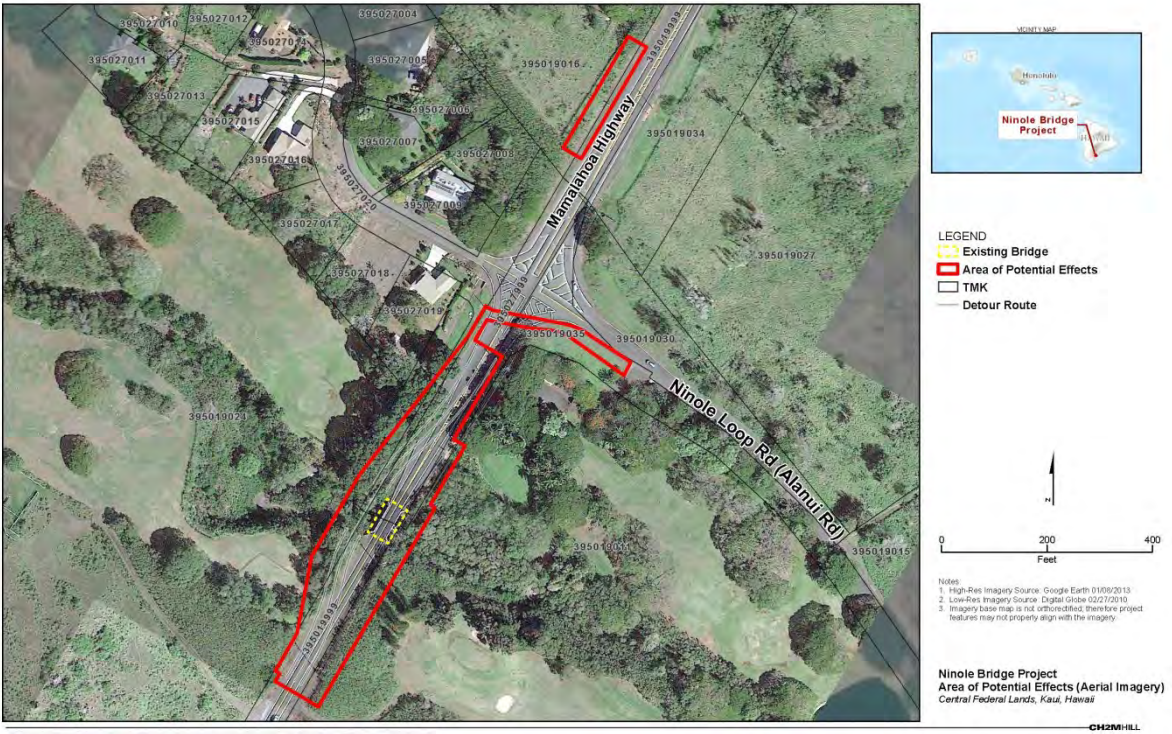 395027010
395027012
395027004
395027014
395027011
395027005
395019016
395019999
395027013
395027006
395027015
395019034
395027007
Mamalahoa Highway
395027008
395027016
395027020
395027009
395027017
395019027
395027018
395027999
395027019
395019035
395019030
395019024
Ninole Loop Rd (Alanui Rd)
395019011
395019015
395019999
VICINITY MAP
Honolulu
Ninole Bridge
Project
Hawaii
LEGEND
Existing Bridge
Area of Potential Effects
TMK
Detour Route
N
0 200 400
Feet
Notes:
1. High-Res Imagery Source: Google Earth 01/08/2013
2. Low-Res Imagery Source: Digital Globe 02/27/2010
3. Imagery base map is not orthorectified; therefore project
features may not properly align with the imagery.
Ninole Bridge Project
Area of Potential Effects (Aerial Imagery)
Central Federal Lands, Kaui, Hawaii
CH2MHILL